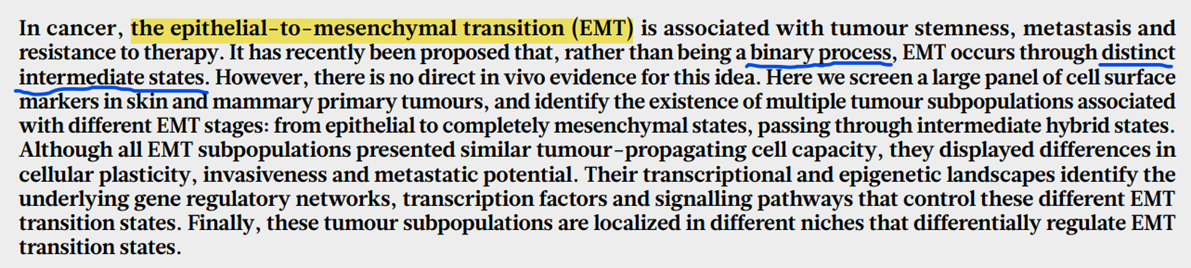 In cancer, the epithelial-to-mesenchymal transition (EMT) is associated with tumour stemness, metastasis and
resistance to therapy. It has recently been proposed that, rather than being a binary process, EMT occurs through distinct
intermediate states. However, there is no direct in vivo evidence for this idea. Here we screen a large panel of cell surface
markers in skin and mammary primary tumours, and identify the existence of multiple tumour subpopulations associated
with different EMT stages: from epithelial to completely mesenchymal states, passing through intermediate hybrid states.
Although all EMT subpopulations presented similar tumour-propagating cell capacity, they displayed differences in
cellular plasticity, invasiveness and metastatic potential. Their transcriptional and epigenetic landscapes identify the
underlying gene regulatory networks, transcription factors and signalling pathways that control these different EMT
transition states. Finally, these tumour subpopulations are localized in different niches that differentially regulate EMT
transition states.